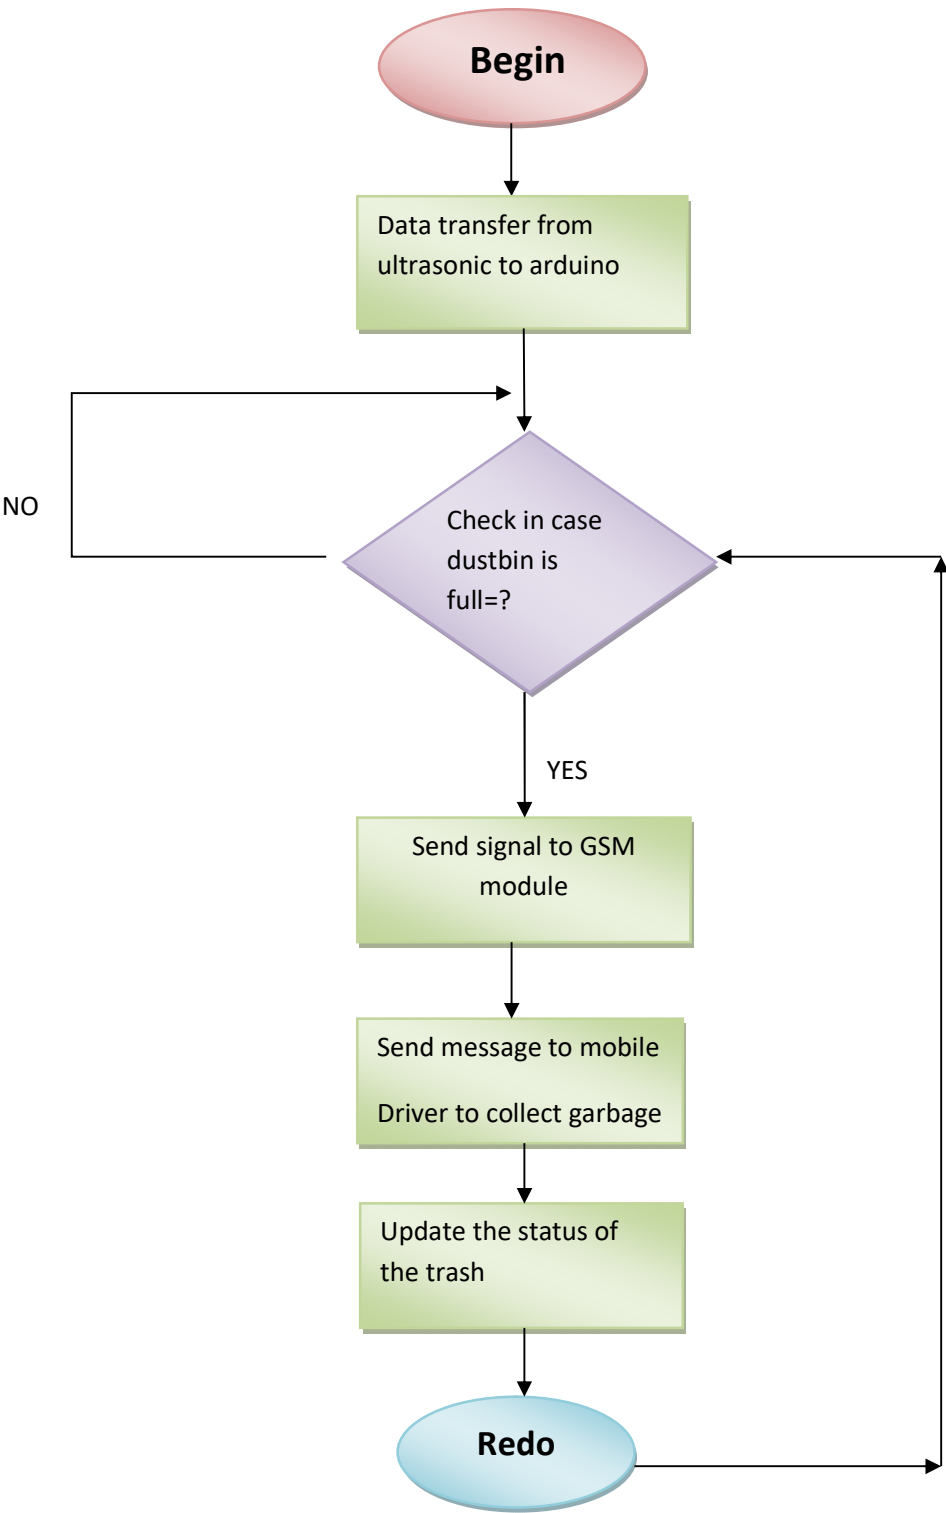 Begin
Data transfer from
ultrasonic to arduino
NO
Check in case
dustbin is
full=?
YES
Send signal to GSM
module
Send message to mobile
Driver to collect garbage
Update the status of
the trash
Redo